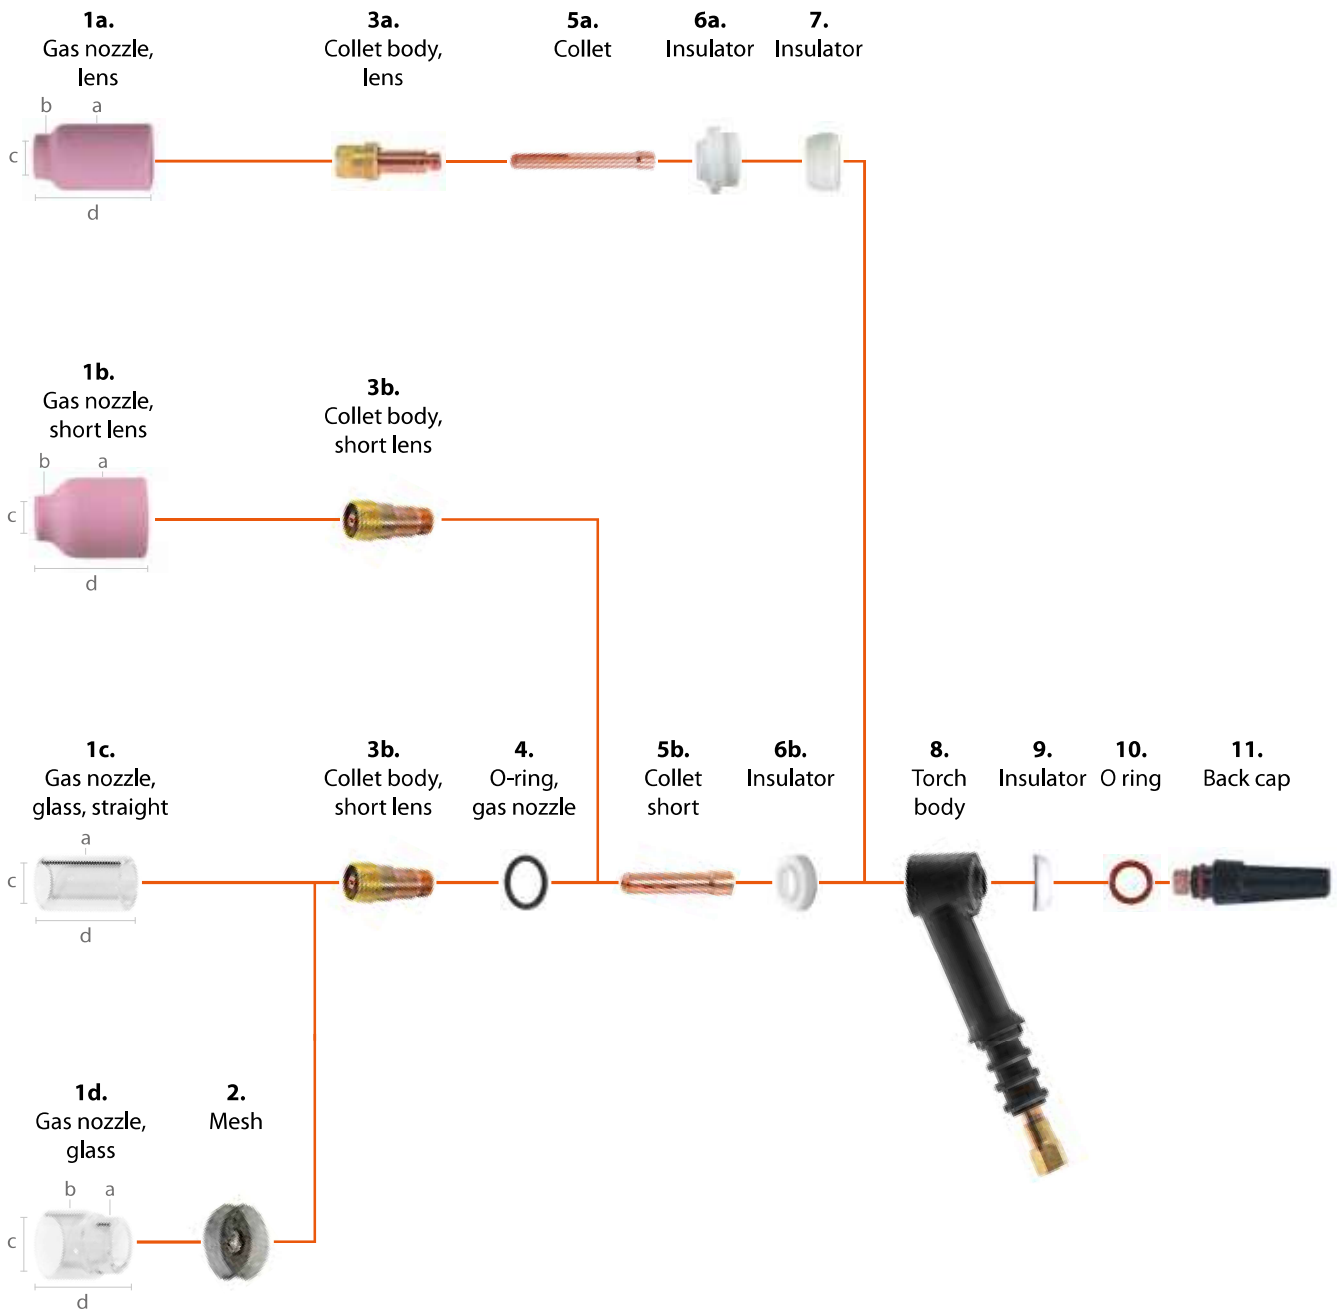 1a.
Gas nozzle,
lens
3a.
Collet body,
lens
5a.
Collet
6a.
Insulator
7.
Insulator
b
a
c
d
1b.
Gas nozzle,
short lens
3b.
Collet body,
short lens
b
a
c
d
1c.
Gas nozzle,
glass, straight
3b.
Collet body,
short lens
4.
O-ring,
gas nozzle
5b.
Collet
short
6b.
Insulator
8.
Torch
body
9.
Insulator
10.
O ring
11.
Back cap
a
c
d
1d.
Gas nozzle,
glass
2.
Mesh
b
a
c
d